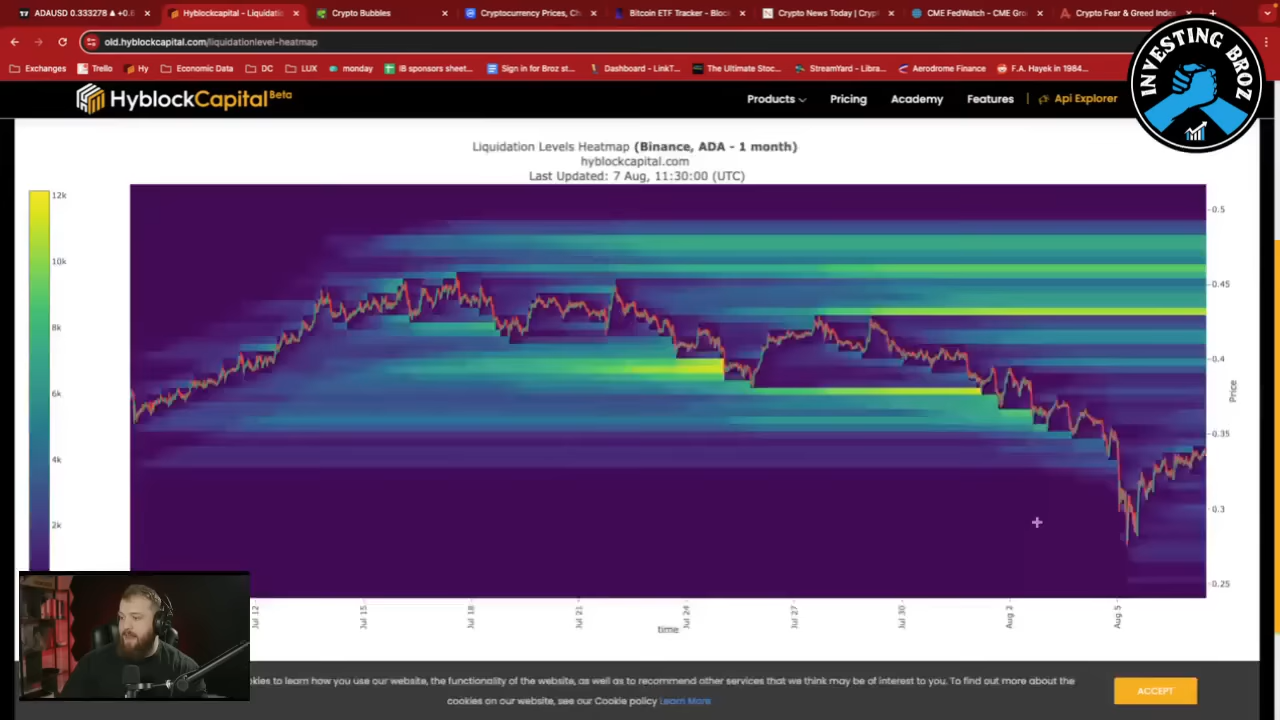 ADAUSD 0.333278 ▲ +0.8
Hyblockcapital - Liquidatio
Crypto Bubbles
Cryptocurrency Prices, Ch
Bitcoin ETF Tracker - Bloc
Crypto News Today | Crypt
CME FedWatch - CME Gro
Crypto Fear & Greed Index
old.hyblockcapital.com/liquidationlevel-heatmap
Exchanges
Trello
Hy
Economic Data
DC
LUX
monday
IB sponsors sheet...
Sign in for Broz st...
Dashboard - LinkT...
The Ultimate Stoc...
StreamYard - Libra...
Aerodrome Finance
F.A. Hayek in 1984...
INVESTING BROZ
HyblockCapital Beta
Products
Pricing
Academy
Features
Api Explorer
Liquidation Levels Heatmap (Binance, ADA - 1 month)
hyblockcapital.com
Last Updated: 7 Aug, 11:30:00 (UTC)
12k
10k
8k
6k
4k
2k
0.5
0.45
0.4
0.35
0.3
0.25
Price
Jul 12
Jul 15
Jul 18
Jul 21
Jul 24
Jul 27
Jul 30
Aug 2
Aug 5
time
kies to learn how you use our website, the functionality of the website, as well as to recommend other services that we think may be of interest to you. To find out more about the
cookies on our website, see our Cookie policy Learn More
ACCEPT